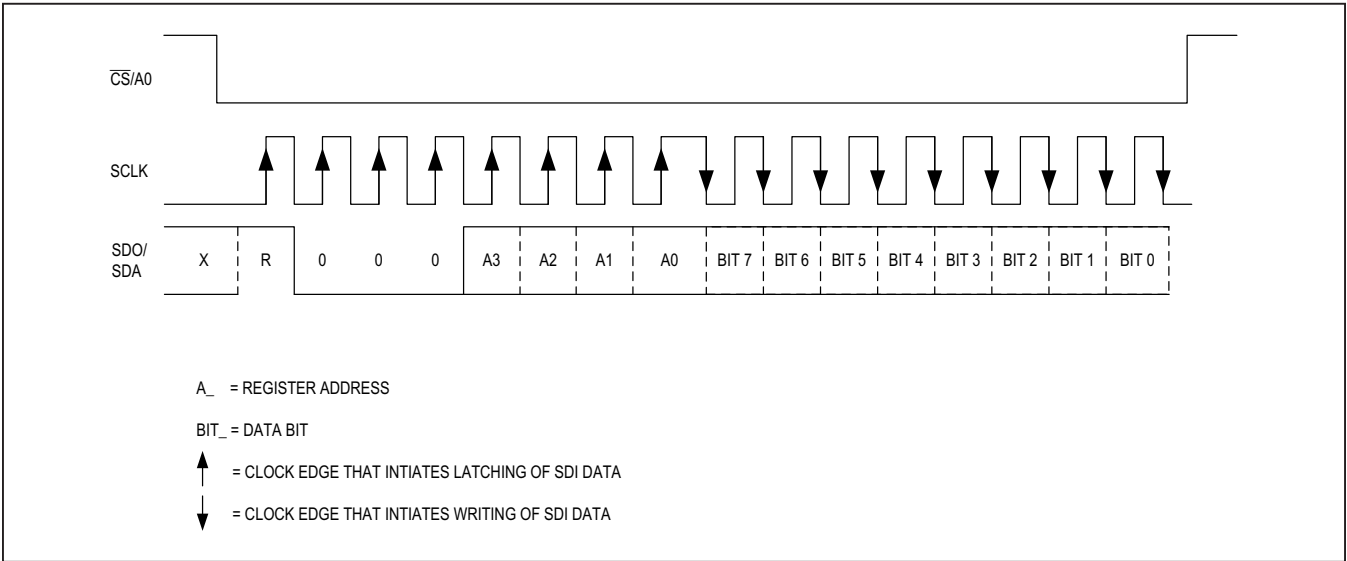 CS/A0
SCLK
SDO/
SDA
X R 0 0 0 A3 A2 A1 A0 BIT 7 BIT 6 BIT 5 BIT 4 BIT 3 BIT 2 BIT 1 BIT 0
A_ = REGISTER ADDRESS
BIT_ = DATA BIT
= CLOCK EDGE THAT INTIATES LATCHING OF SDI DATA
= CLOCK EDGE THAT INTIATES WRITING OF SDI DATA